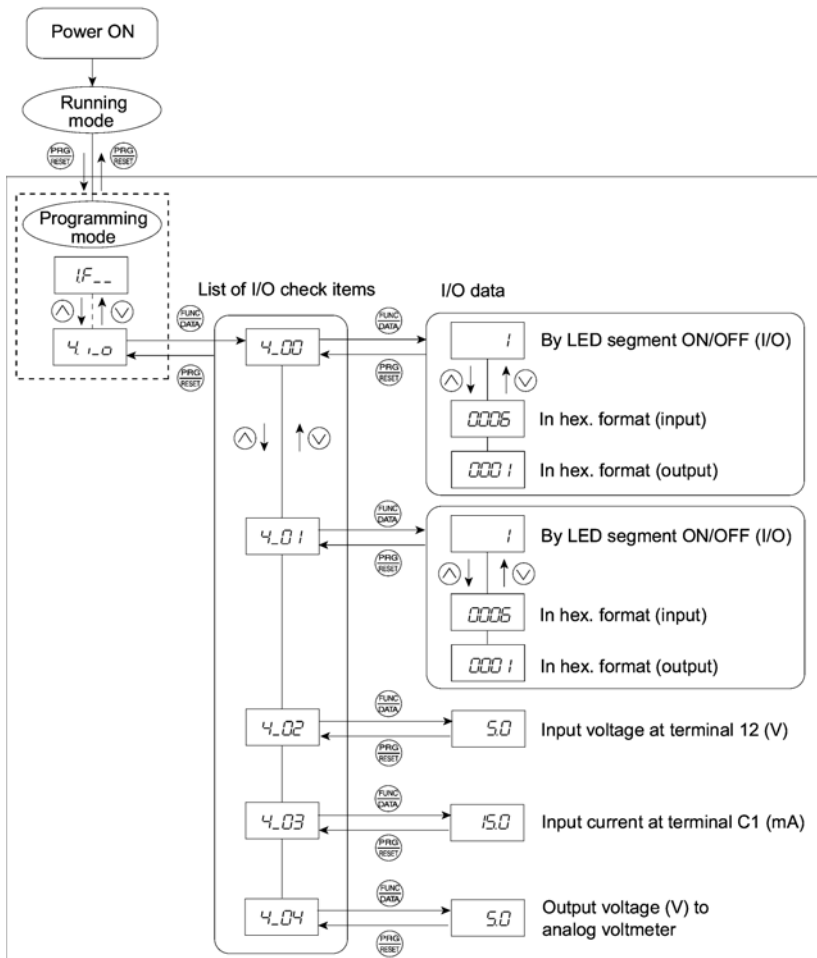 Power ON
Running
mode
PRG
RESET
PRG
RESET
Programming
mode
1.F__
4.i_o
List of I/O check items
I/O data
FUNC
DATA
PRG
RESET
4_00
FUNC
DATA
PRG
RESET
1
By LED segment ON/OFF (I/O)
0006
In hex. format (input)
0001
In hex. format (output)
4_01
FUNC
DATA
PRG
RESET
1
By LED segment ON/OFF (I/O)
0006
In hex. format (input)
0001
In hex. format (output)
4_02
FUNC
DATA
PRG
RESET
5.0
Input voltage at terminal 12 (V)
4_03
FUNC
DATA
PRG
RESET
15.0
Input current at terminal C1 (mA)
4_04
FUNC
DATA
PRG
RESET
5.0
Output voltage (V) to
analog voltmeter